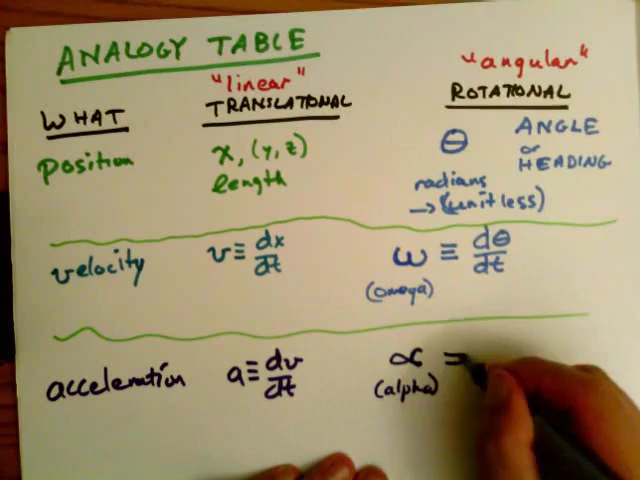 ANALOGY TABLE
WHAT
"linear"
TRANSLATIONAL
"angular"
ROTATIONAL
position
x, (y, z)
length
θ
ANGLE
or
HEADING
radians
→ (unitless)
velocity
v ≡ dx/dt
ω ≡ dθ/dt
(omega)
acceleration
a ≡ dv/dt
α =
(alpha)